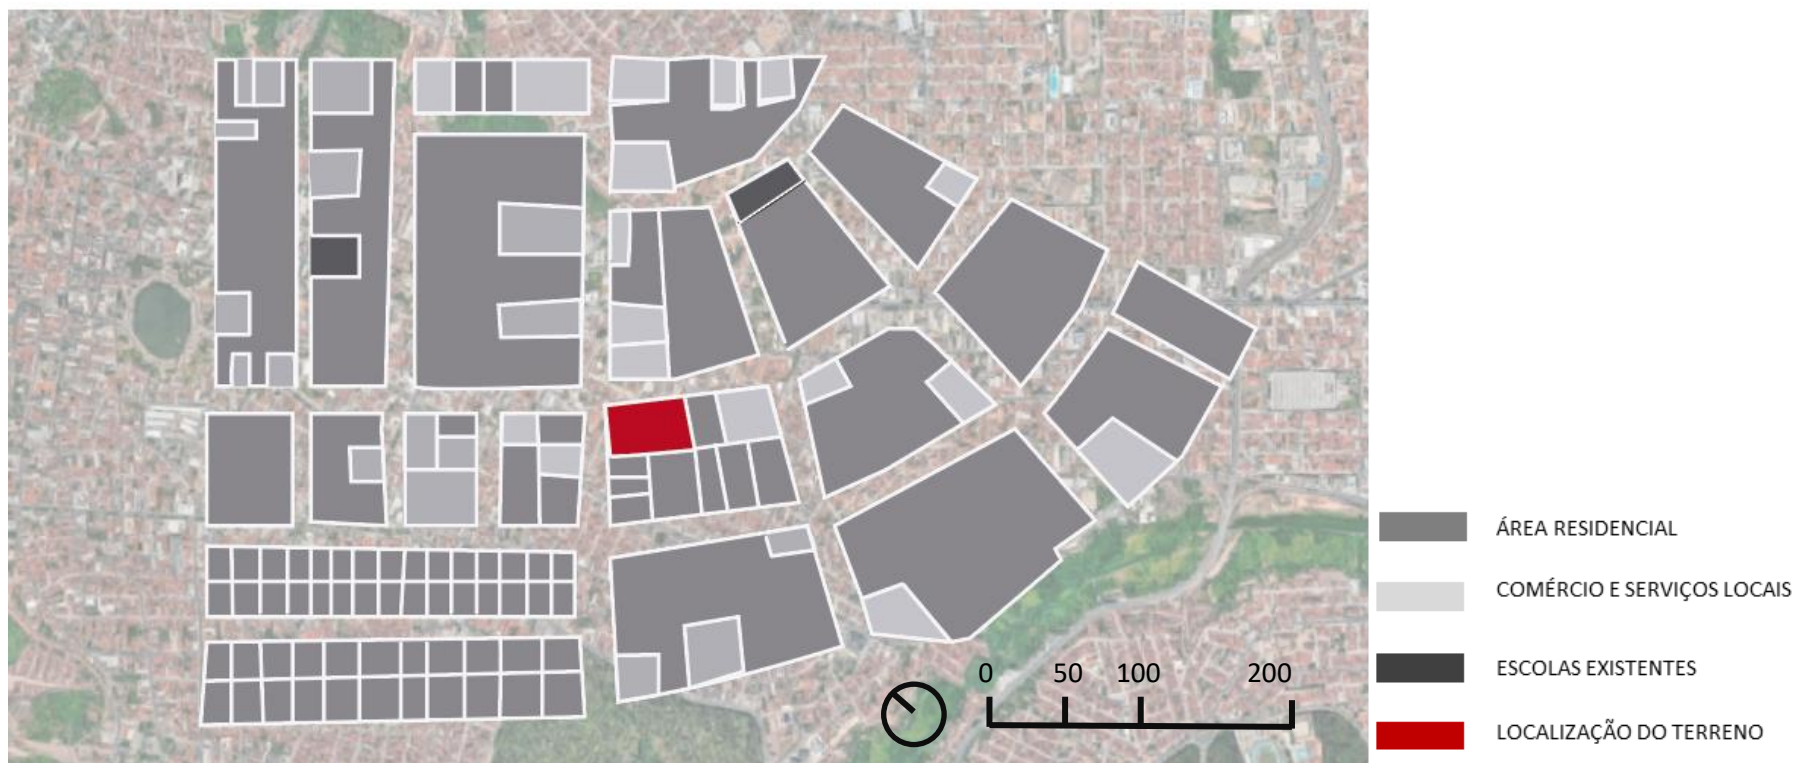 ÁREA RESIDENCIAL
COMÉRCIO E SERVIÇOS LOCAIS
ESCOLAS EXISTENTES
LOCALIZAÇÃO DO TERRENO
0 50 100 200